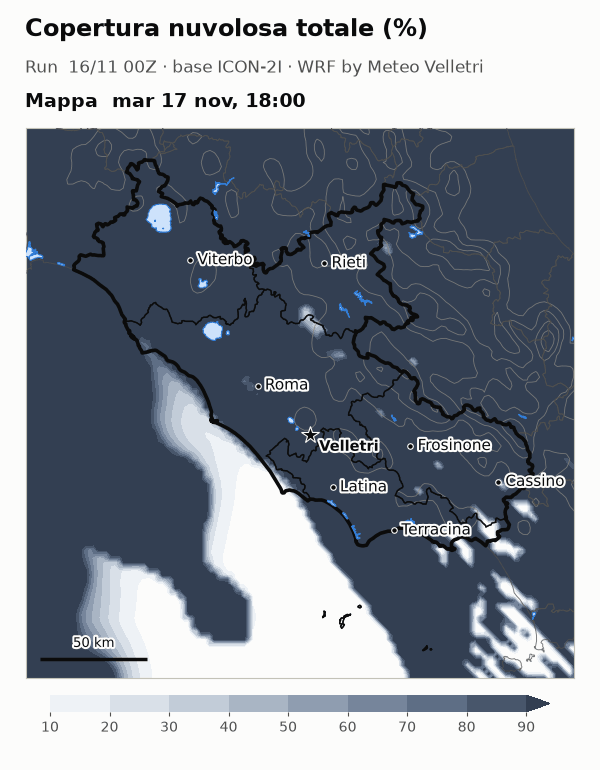 Copertura nuvolosa totale (%)
Run 16/11 00Z · base ICON-2I · WRF by Meteo Velletri
Mappa mar 17 nov, 18:00
Viterbo
Rieti
Roma
Velletri
Frosinone
Latina
Cassino
Terracina
50 km
10 20 30 40 50 60 70 80 90